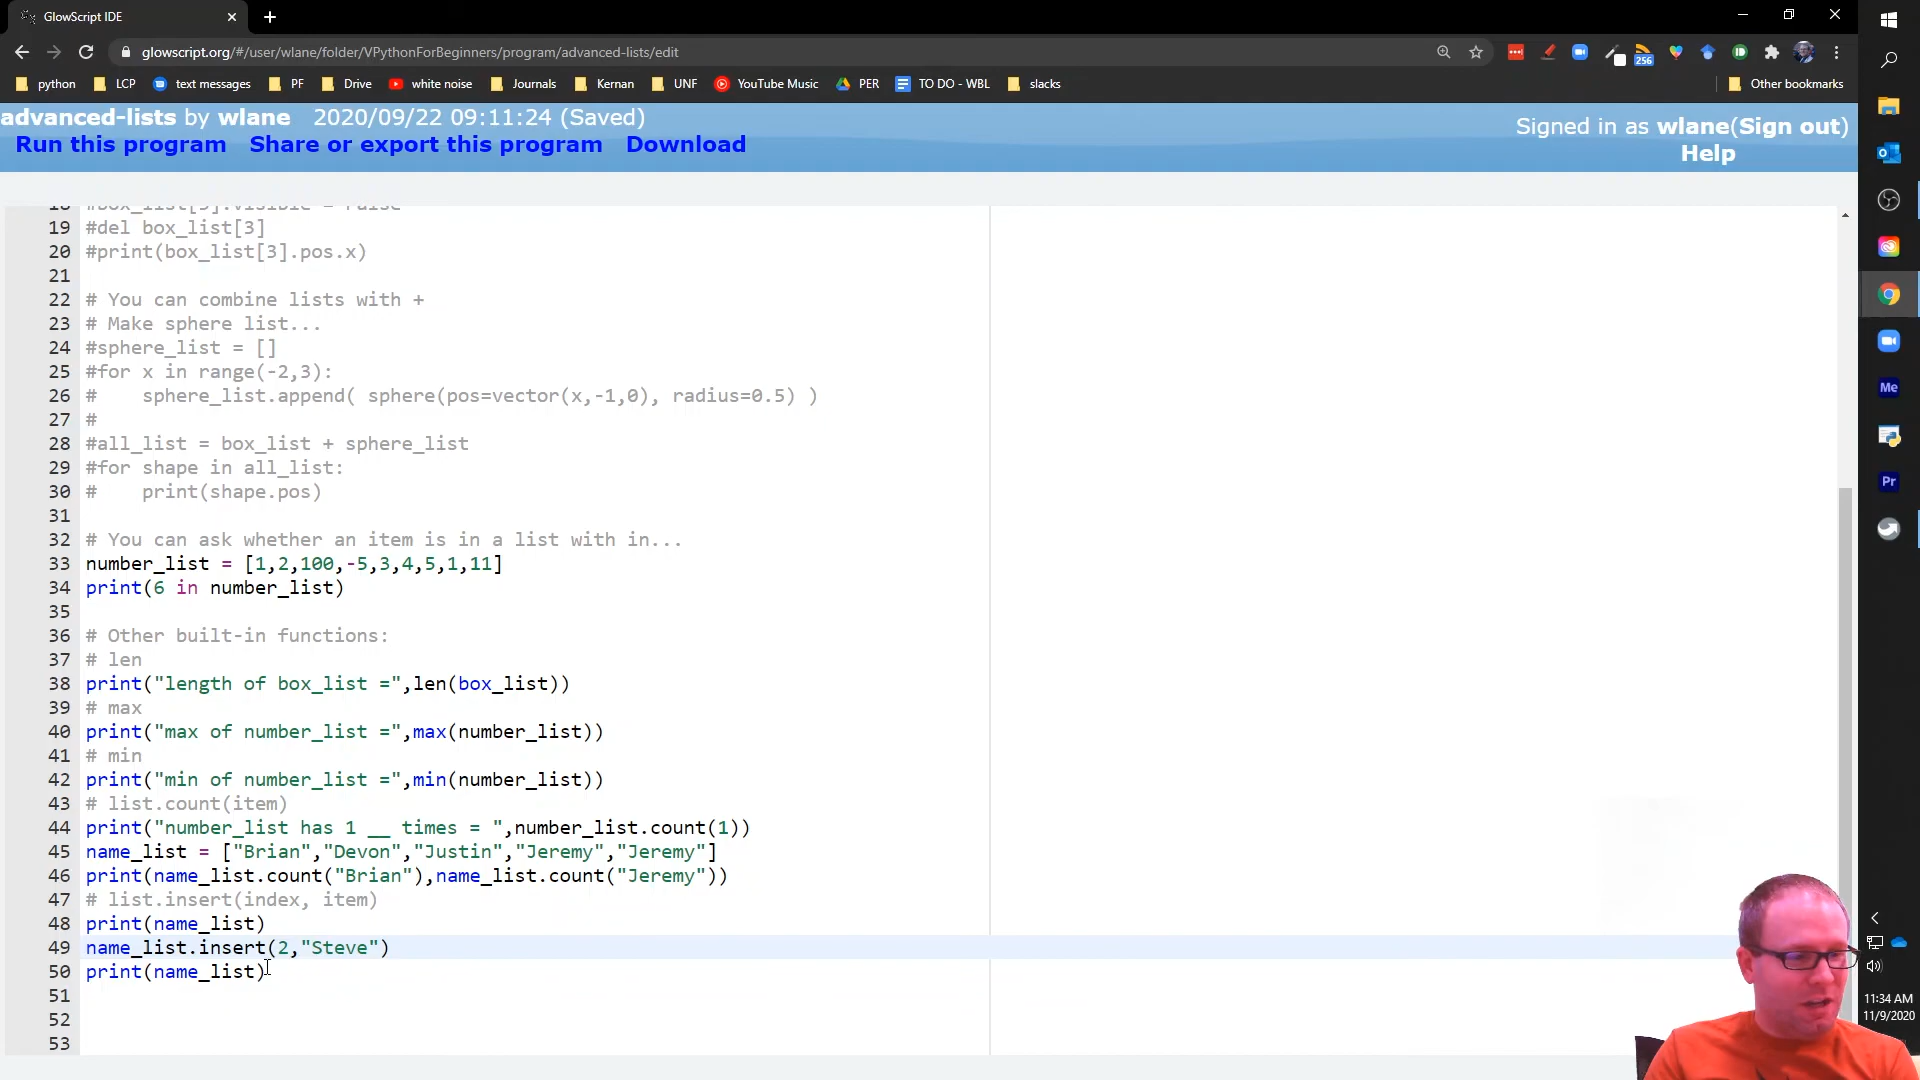 GlowScript IDE
glowscript.org/#/user/wlane/folder/VPythonForBeginners/program/advanced-lists/edit
256
python LCP text messages PF Drive white noise Journals Kernan UNF YouTube Music PER TO DO - WBL slacks Other bookmarks
advanced-lists by wlane 2020/09/22 09:11:24 (Saved)
Signed in as wlane(Sign out)
Run this program Share or export this program Download
Help
18 #box_list[3].visible = False
19 #del box_list[3]
20 #print(box_list[3].pos.x)
21
22 # You can combine lists with +
23 # Make sphere list...
24 #sphere_list = []
25 #for x in range(-2,3):
26 #    sphere_list.append( sphere(pos=vector(x,-1,0), radius=0.5) )
27 #
28 #all_list = box_list + sphere_list
29 #for shape in all_list:
30 #    print(shape.pos)
31
32 # You can ask whether an item is in a list with in...
33 number_list = [1,2,100,-5,3,4,5,1,11]
34 print(6 in number_list)
35
36 # Other built-in functions:
37 # len
38 print("length of box_list =",len(box_list))
39 # max
40 print("max of number_list =",max(number_list))
41 # min
42 print("min of number_list =",min(number_list))
43 # list.count(item)
44 print("number_list has 1 __ times = ",number_list.count(1))
45 name_list = ["Brian","Devon","Justin","Jeremy","Jeremy"]
46 print(name_list.count("Brian"),name_list.count("Jeremy"))
47 # list.insert(index, item)
48 print(name_list)
49 name_list.insert(2,"Steve")
50 print(name_list)
51
52
53
Me
Pr
11:34 AM
11/9/2020